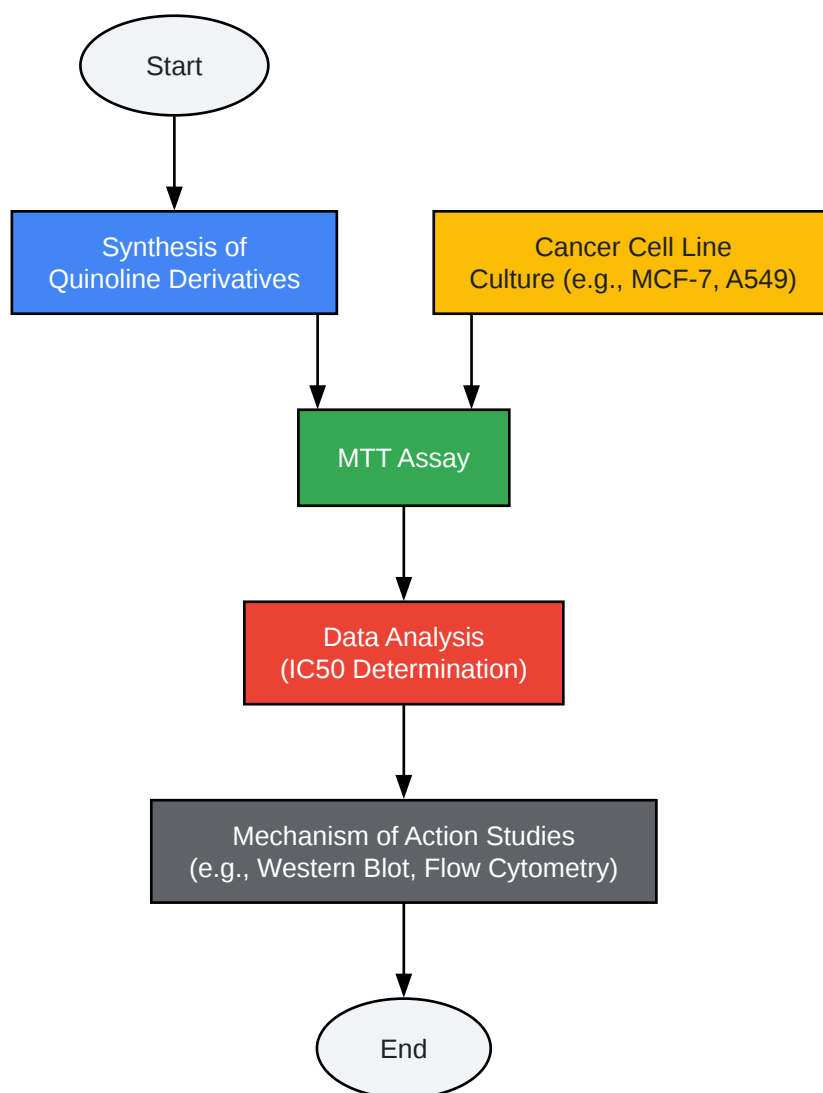 Start
Synthesis of
Quinoline Derivatives
Cancer Cell Line
Culture (e.g., MCF-7, A549)
MTT Assay
Data Analysis
(IC50 Determination)
Mechanism of Action Studies
(e.g., Western Blot, Flow Cytometry)
End